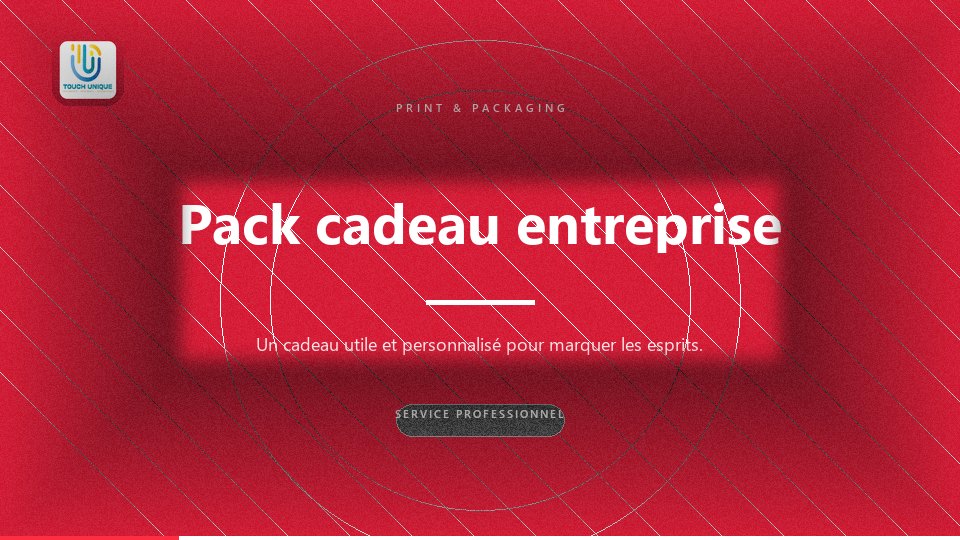 TOUCH UNIQUE
PRINT & PACKAGING
Pack cadeau entreprise
Un cadeau utile et personnalisé pour marquer les esprits.
SERVICE PROFESSIONNEL